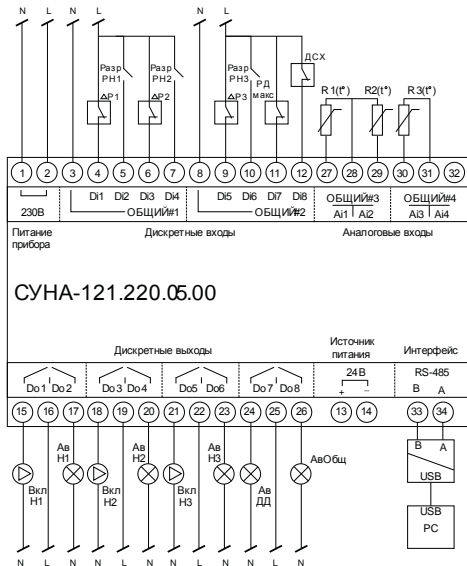 N L N L N L
ДСХ
Разр РН1 Разр РН2 Разр РН3 РД макс
R1(t°) R2(t°) R3(t°)
ΔP1 ΔP2 ΔP3
1 2 3 4 5 6 7 8 9 10 11 12 27 28 29 30 31 32
Di1 Di2 Di3 Di4 Di5 Di6 Di7 Di8 ОБЩИЙ#3 ОБЩИЙ#4
230В ОБЩИЙ#1 ОБЩИЙ#2 Ai1 Ai2 Ai3 Ai4
Питание прибора Дискретные входы Аналоговые входы
СУНА-121.220.05.00
Дискретные выходы Источник питания Интерфейс
24В RS-485
Do1 Do2 Do3 Do4 Do5 Do6 Do7 Do8 + – B A
15 16 17 18 19 20 21 22 23 24 25 26 13 14 33 34
Ав Н1 Ав Н2 Ав Н3 АвОбщ B A
Вкл Н1 Вкл Н2 Вкл Н3 Ав ДД USB
USB
PC
N L N N L N N L N N L N